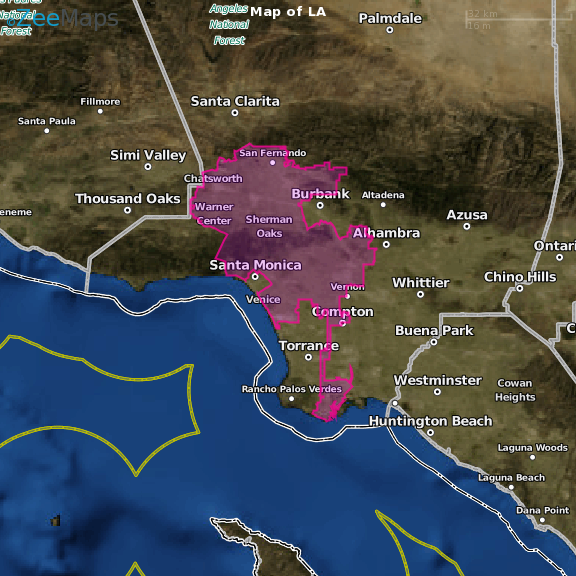 Angeles
National
Forest
Map of LA
Palmdale
32 km
16 m
ZeeMaps
National
Forest
Fillmore
Santa Clarita
Santa Paula
Simi Valley
San Fernando
Chatsworth
Thousand Oaks
Burbank
Altadena
Warner
Center
Sherman
Oaks
Azusa
eneme
Alhambra
Ontari
Santa Monica
Whittier
Chino Hills
Vernon
Venice
Compton
Buena Park
C
Torrance
Westminster
Rancho Palos Verdes
Cowan
Heights
Huntington Beach
Laguna Woods
Laguna Beach
Dana Point